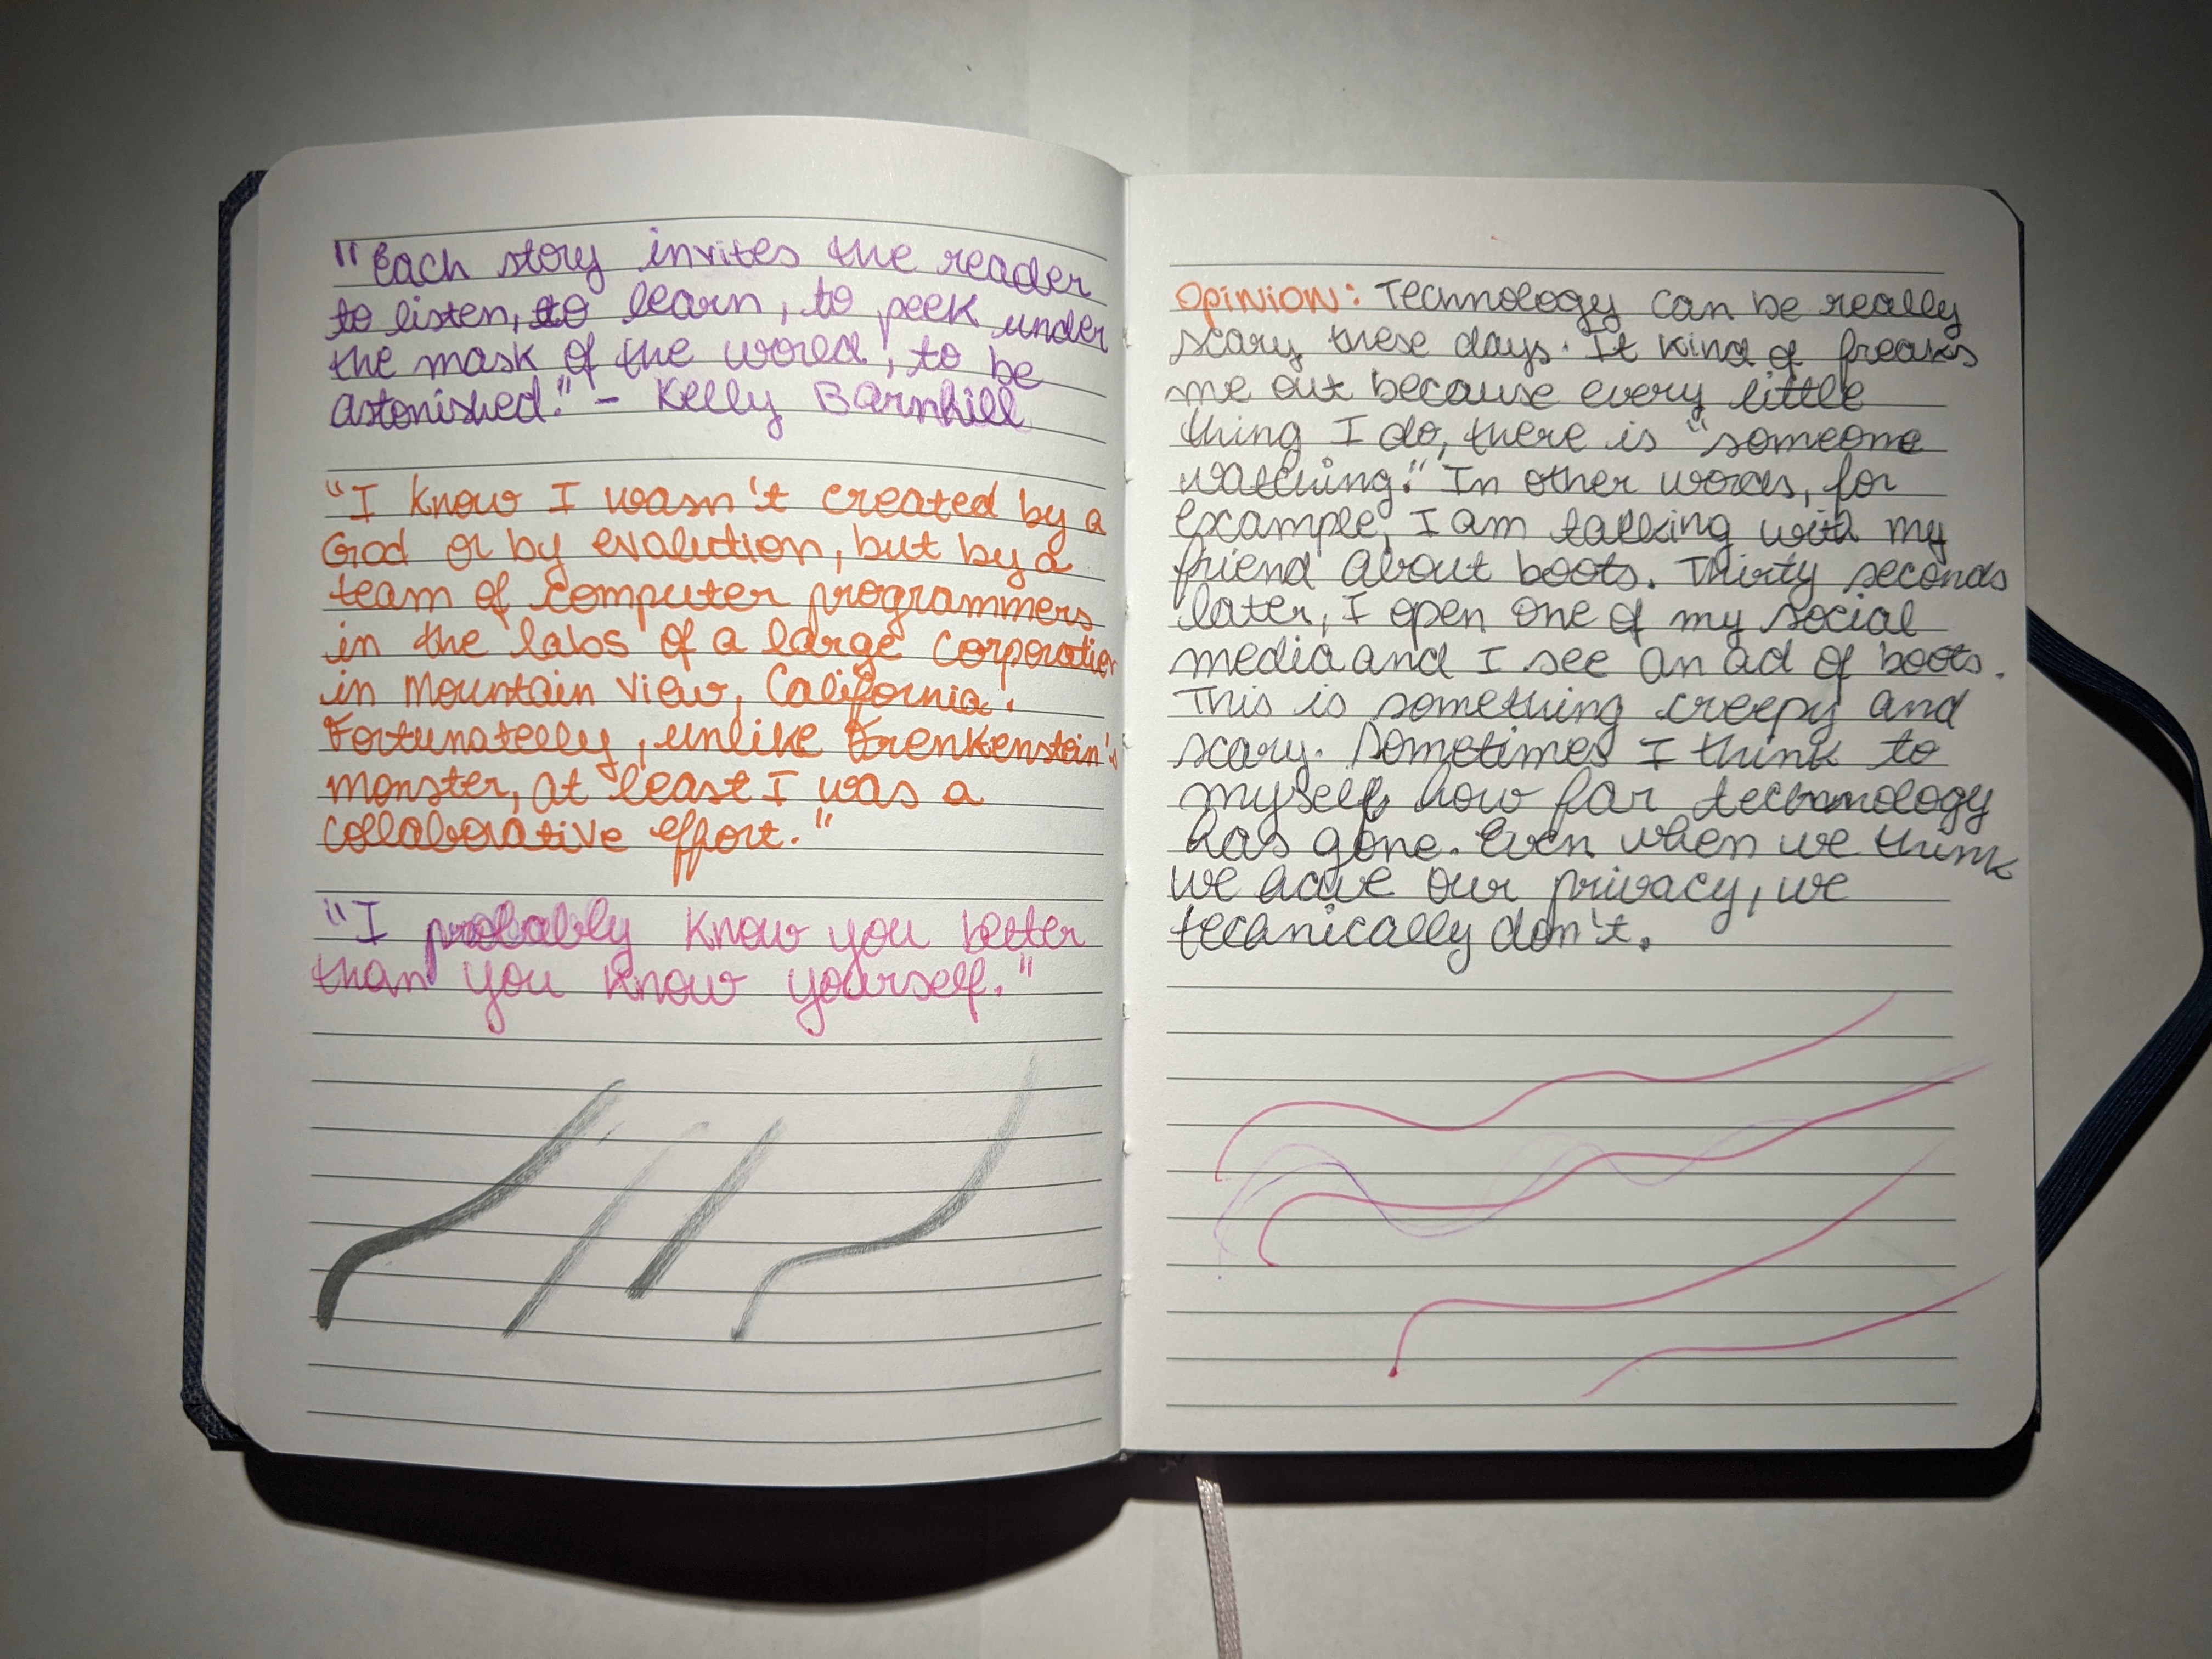 "Each story invites the reader
to listen, to learn, to peek under
the mask of the world, to be
astonished." - Kelly Barnhill
"I know I wasn't created by a
God or by evalution, but by a
team of computer programmers
in the labs of a large corporation
in Mountain View, California.
Fortunatelly, unlike Frenkenstein's
monster, at least I was a
collaborative effort."
"I probably know you better
than you know yourself."
Opinion: Technology can be really
scary these days. It kind of freaks
me out because every little
thing I do, there is "someone
watching." In other words, for
example, I am talking with my
friend about boots. Thirty seconds
later, I open one of my social
media and I see an ad of boots.
This is something creepy and
scary. Sometimes I think to
myself how far technology
has gone. Even when we think
we have our privacy, we
technically don't.